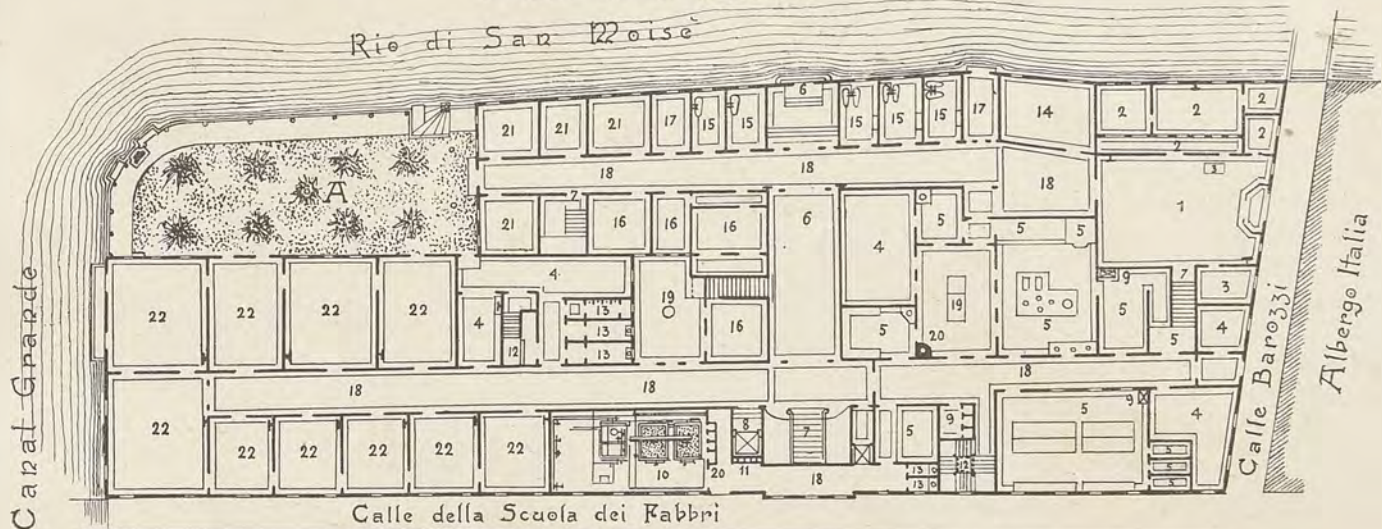 Rio di San Moisè
Canal Grande
A
21 21 21 17 15 15 6 15 15 15 17 14 2 2 2
2
2
18 18 18 3 1
21 7 16 16 16 6 4 5 5 5
4 19 19 9 7 3
22 22 22 22 4 12 13 16 5 20 5 5 4
13
13
5
18 18 18
22 22 22 22 22 22 10 20 8 7 5 9 5 9 4
11 18 13 12 5
13 5
5
Calle della Scuola dei Fabbri
Calle Barozzi
Albergo Italia